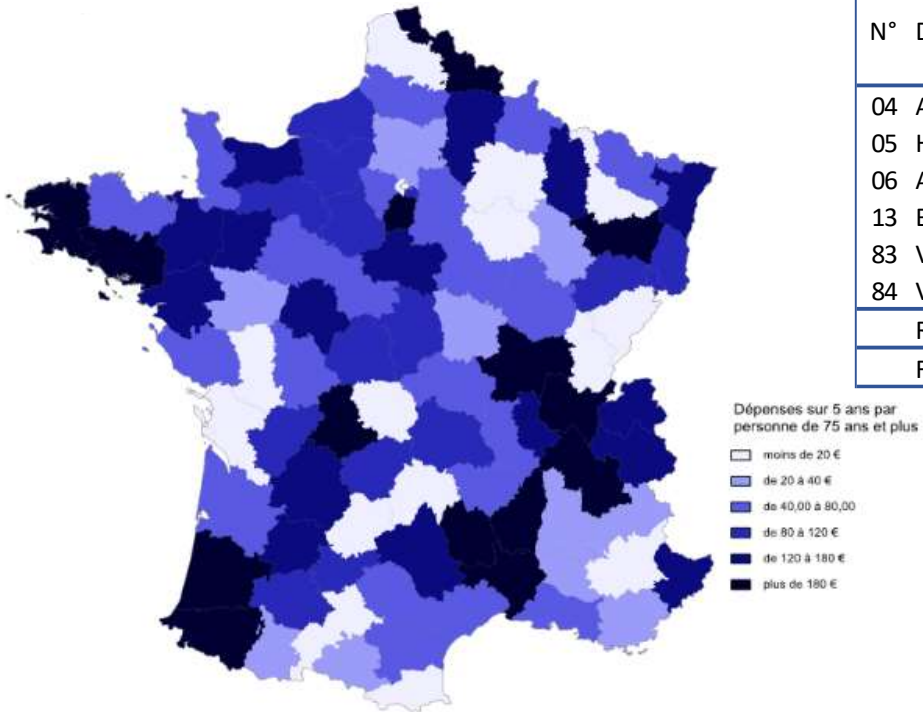 N° D
04 A
05 H
06 A
13 B
83 V
84 V
Dépenses sur 5 ans par
personne de 75 ans et plus
moins de 20 €
de 20 à 40 €
de 40,00 à 80,00
de 80 à 120 €
de 120 à 180 €
plus de 180 €